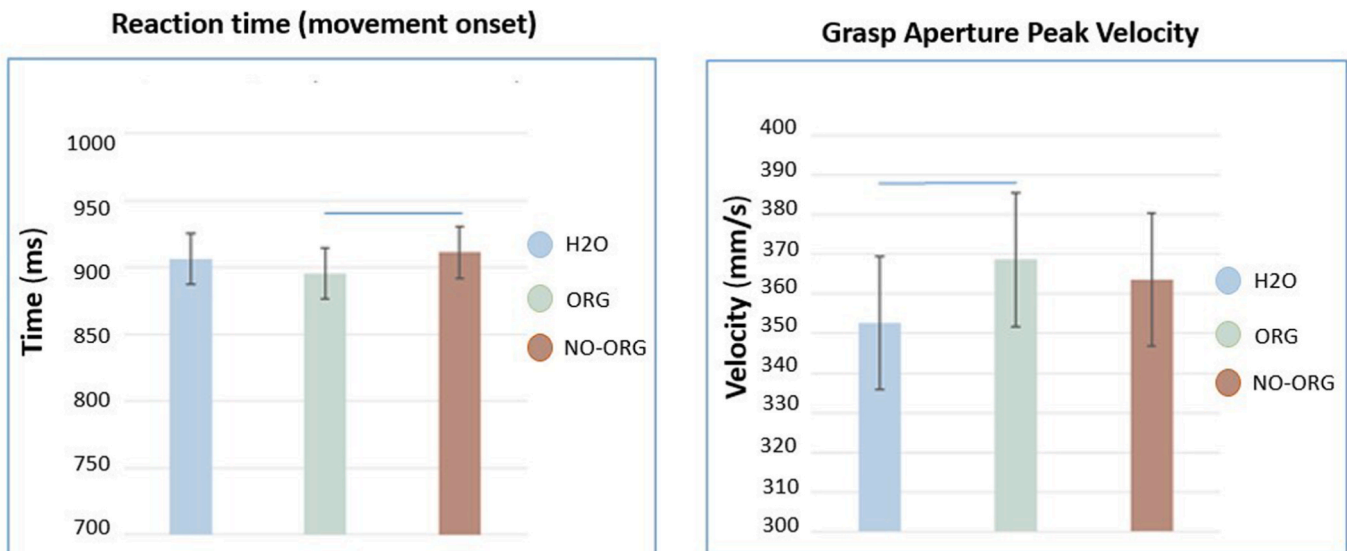 Reaction time (movement onset)
Time (ms)
1000
950
900
850
800
750
700
H2O
ORG
NO-ORG
Grasp Aperture Peak Velocity
Velocity (mm/s)
400
390
380
370
360
350
340
330
320
310
300
H2O
ORG
NO-ORG